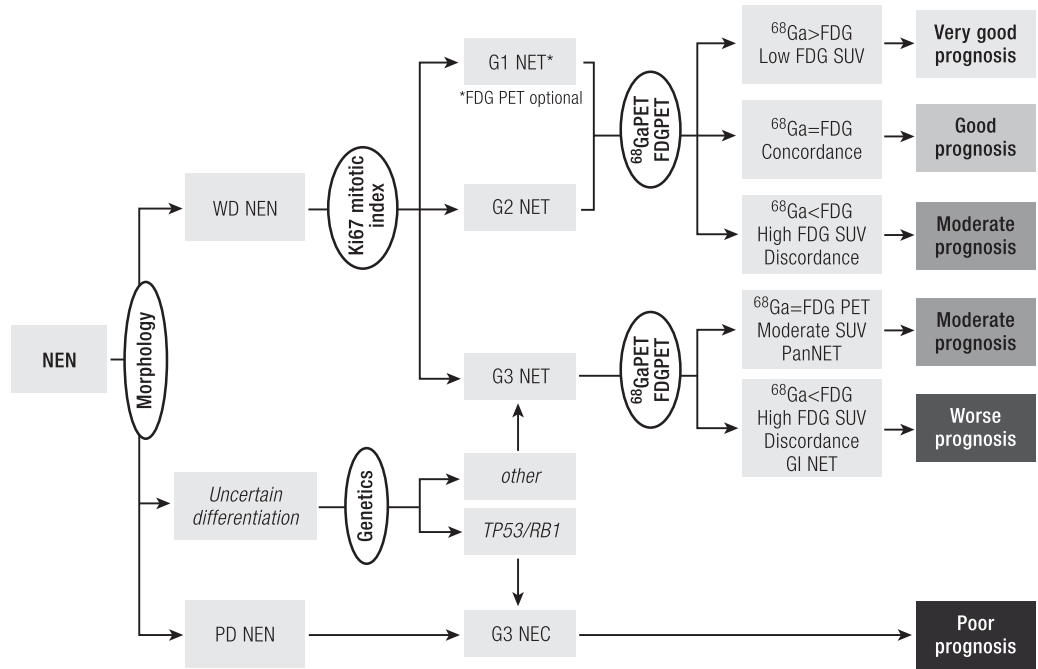 NEN
Morphology
WD NEN
Ki67 mitotic
index
G1 NET*
*FDG PET optional
G2 NET
G3 NET
⁶⁸GaPET
FDGPET
⁶⁸Ga>FDG
Low FDG SUV
Very good
prognosis
⁶⁸Ga=FDG
Concordance
Good
prognosis
⁶⁸Ga<FDG
High FDG SUV
Discordance
Moderate
prognosis
⁶⁸GaPET
FDGPET
⁶⁸Ga=FDG PET
Moderate SUV
PanNET
Moderate
prognosis
⁶⁸Ga<FDG
High FDG SUV
Discordance
GI NET
Worse
prognosis
Uncertain
differentiation
Genetics
other
TP53/RB1
PD NEN
G3 NEC
Poor
prognosis